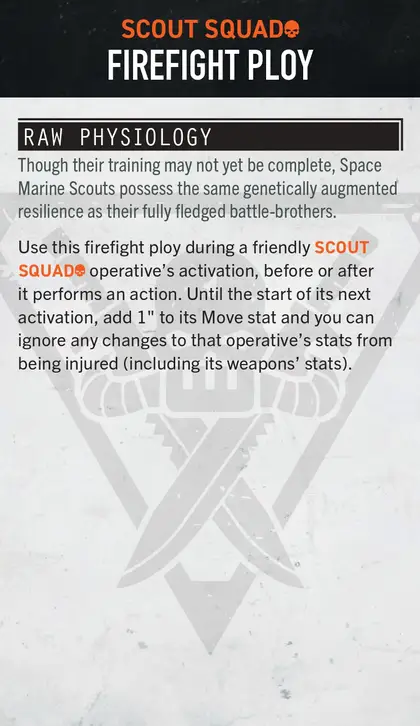 SCOUT SQUAD
FIREFIGHT PLOY
RAW PHYSIOLOGY
Though their training may not yet be complete, Space
Marine Scouts possess the same genetically augmented
resilience as their fully fledged battle-brothers.
Use this firefight ploy during a friendly SCOUT
SQUAD operative's activation, before or after
it performs an action. Until the start of its next
activation, add 1" to its Move stat and you can
ignore any changes to that operative's stats from
being injured (including its weapons' stats).